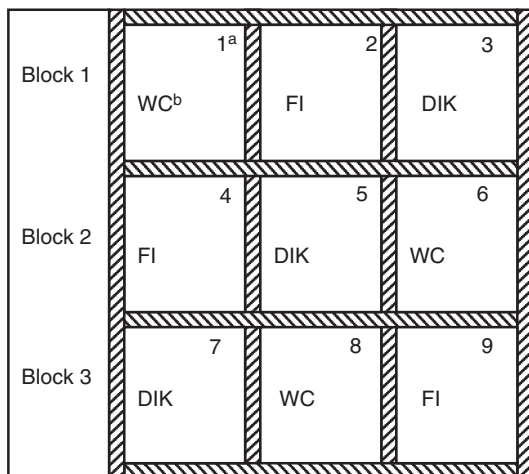 1ᵃ 2 3
Block 1
WCᵇ FI DIK
4 5 6
Block 2
FI DIK WC
7 8 9
Block 3
DIK WC FI